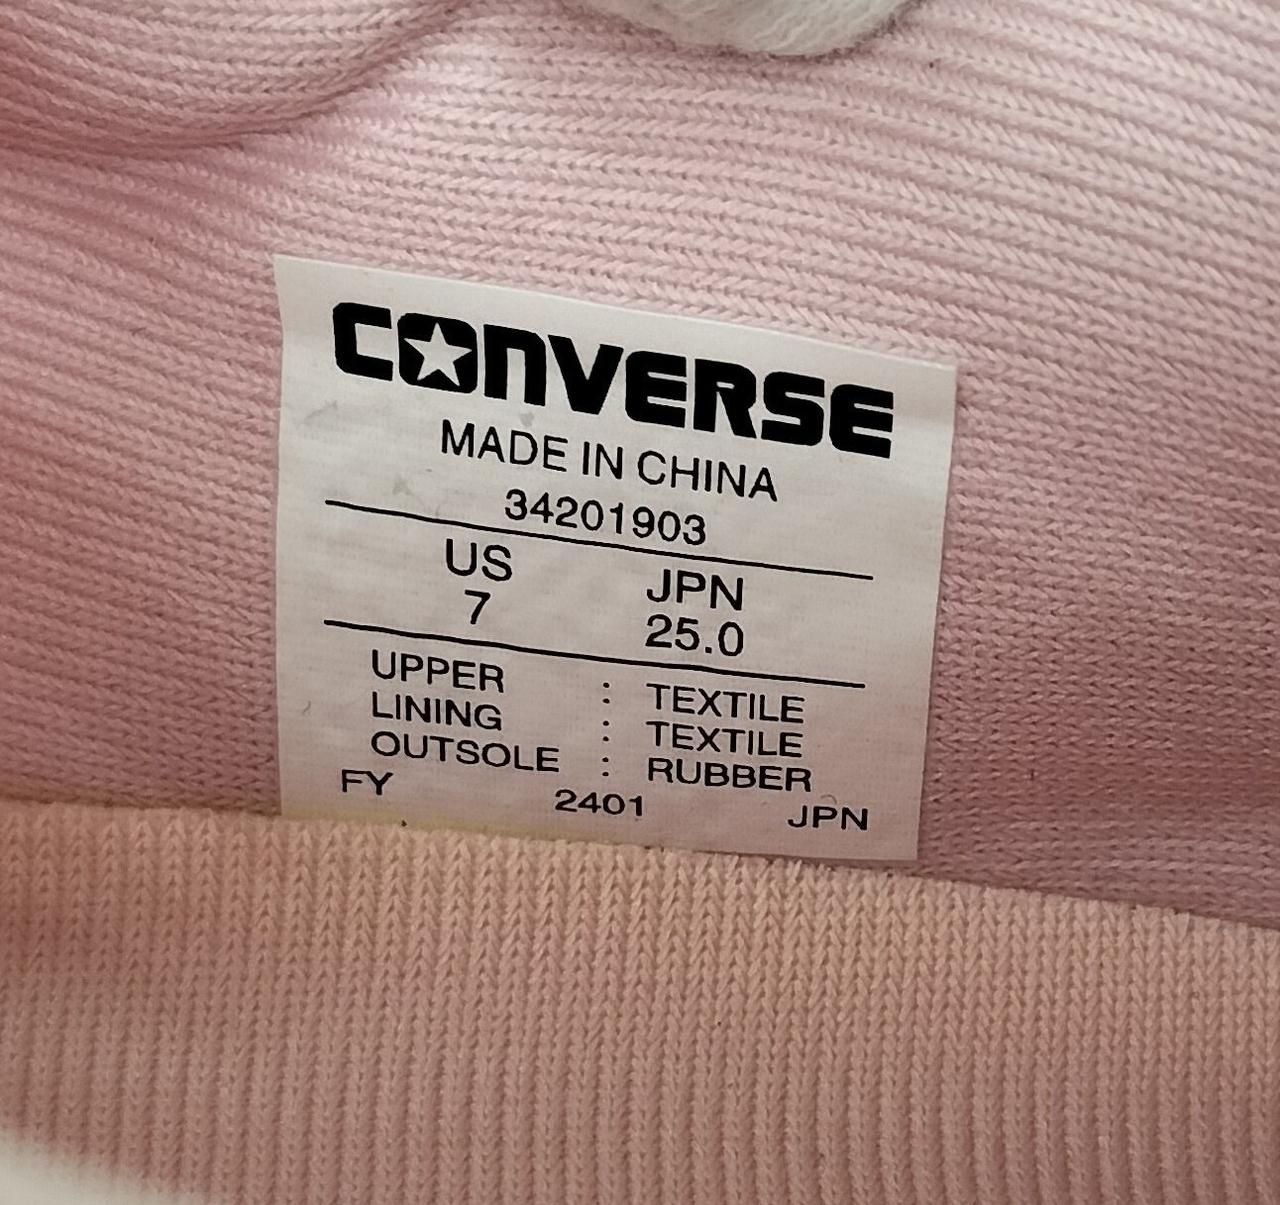 CONVERSE
MADE IN CHINA
34201903
US JPN
7 25.0
UPPER : TEXTILE
LINING : TEXTILE
OUTSOLE : RUBBER
FY 2401 JPN